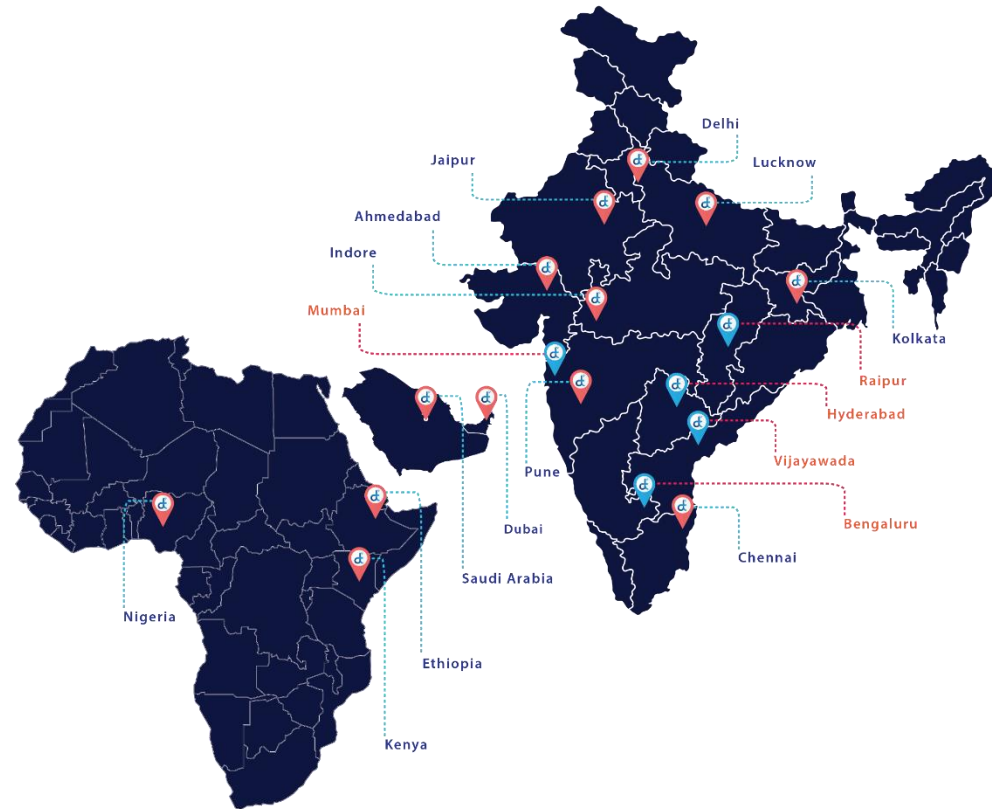 Delhi
Jaipur
Lucknow
Ahmedabad
Indore
Mumbai
Kolkata
Raipur
Hyderabad
Vijayawada
Pune
Bengaluru
Dubai
Chennai
Saudi Arabia
Nigeria
Ethiopia
Kenya